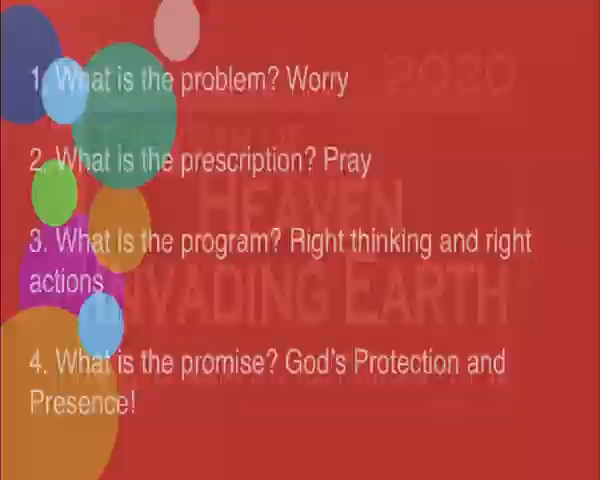 1. What is the problem? Worry
2020
2. What is the prescription? Pray
HEAVEN
3. What is the program? Right thinking and right
actions
INVADING EARTH
4. What is the promise? God's Protection and
Presence!